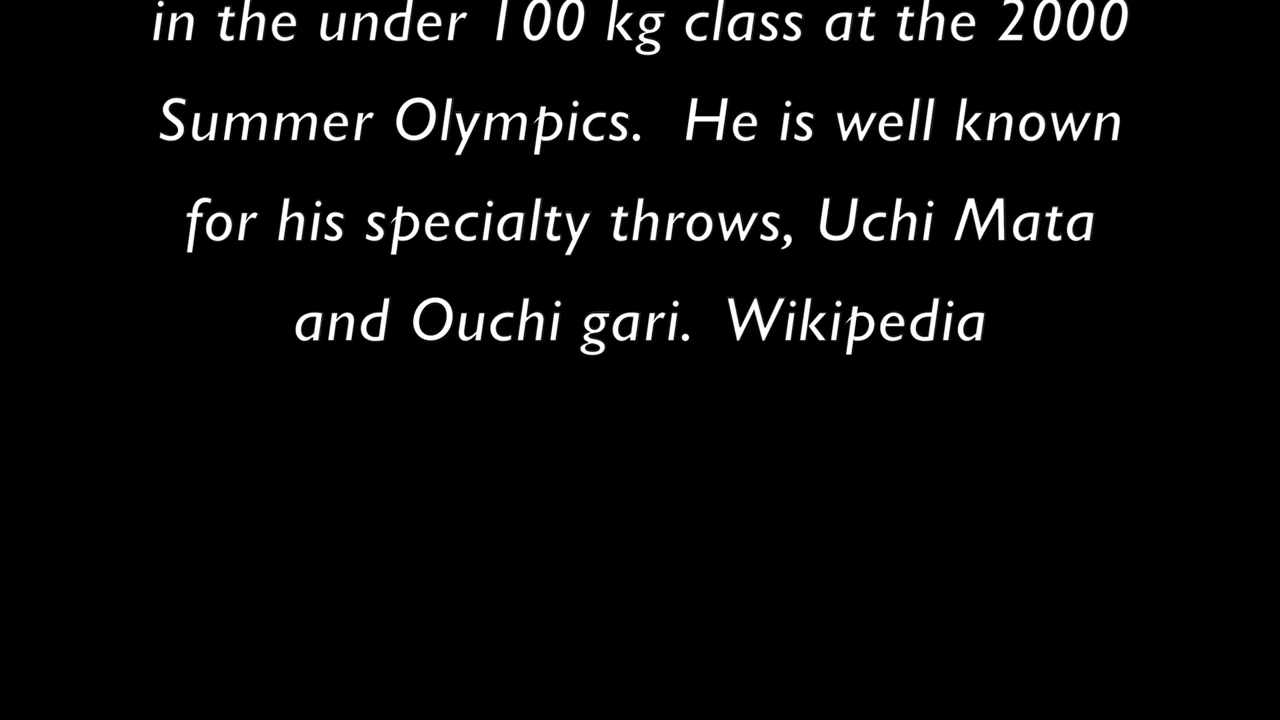 in the under 100 kg class at the 2000
Summer Olympics.  He is well known
for his specialty throws, Uchi Mata
and Ouchi gari.  Wikipedia